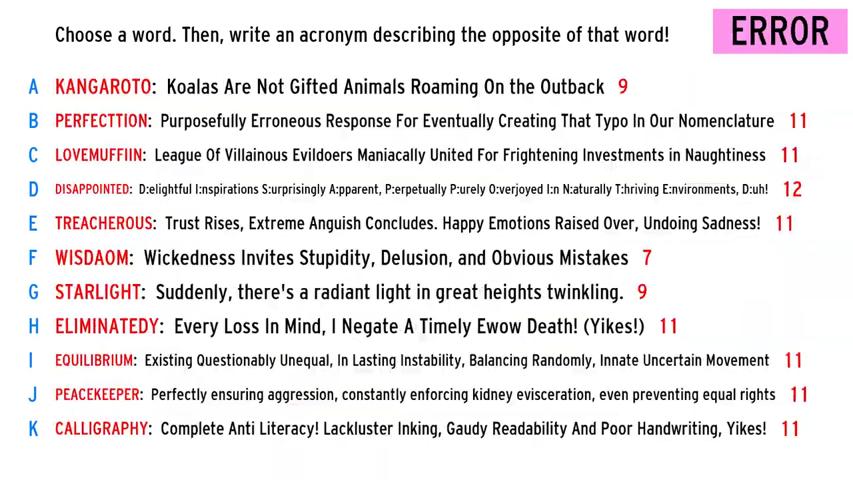 Choose a word. Then, write an acronym describing the opposite of that word!
ERROR
A KANGAROTO: Koalas Are Not Gifted Animals Roaming On the Outback 9
B PERFECTTION: Purposefully Erroneous Response For Eventually Creating That Typo In Our Nomenclature 11
C LOVEMUFFIIN: League Of Villainous Evildoers Maniacally United For Frightening Investments in Naughtiness 11
D DISAPPOINTED: D:elightful I:nspirations S:urprisingly A:pparent, P:erpetually P:urely O:verjoyed I:n N:aturally T:hriving E:nvironments, D:uh! 12
E TREACHEROUS: Trust Rises, Extreme Anguish Concludes. Happy Emotions Raised Over, Undoing Sadness! 11
F WISDAOM: Wickedness Invites Stupidity, Delusion, and Obvious Mistakes 7
G STARLIGHT: Suddenly, there's a radiant light in great heights twinkling. 9
H ELIMINATEDY: Every Loss In Mind, I Negate A Timely Ewow Death! (Yikes!) 11
I EQUILIBRIUM: Existing Questionably Unequal, In Lasting Instability, Balancing Randomly, Innate Uncertain Movement 11
J PEACEKEEPER: Perfectly ensuring aggression, constantly enforcing kidney evisceration, even preventing equal rights 11
K CALLIGRAPHY: Complete Anti Literacy! Lackluster Inking, Gaudy Readability And Poor Handwriting, Yikes! 11